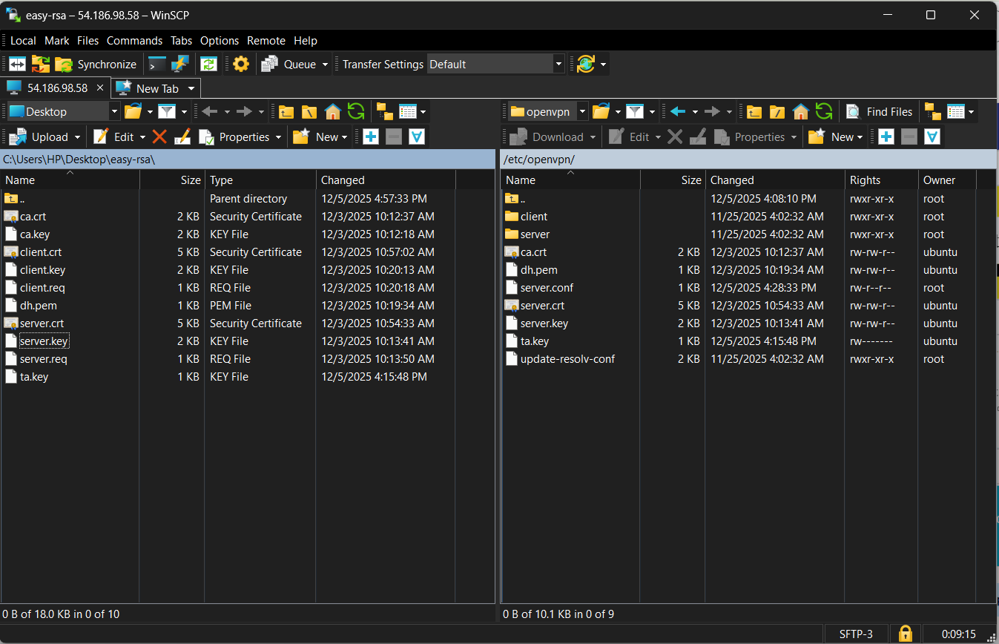 easy-rsa – 54.186.98.58 – WinSCP
Local Mark Files Commands Tabs Options Remote Help
Synchronize Queue Transfer Settings Default
54.186.98.58 New Tab
Desktop
Upload Edit Properties New
C:\Users\HP\Desktop\easy-rsa\
Name Size Type Changed
.. Parent directory 12/5/2025 4:57:33 PM
ca.crt 2 KB Security Certificate 12/3/2025 10:12:37 AM
ca.key 2 KB KEY File 12/3/2025 10:12:18 AM
client.crt 5 KB Security Certificate 12/3/2025 10:57:02 AM
client.key 2 KB KEY File 12/3/2025 10:20:13 AM
client.req 1 KB REQ File 12/3/2025 10:20:18 AM
dh.pem 1 KB PEM File 12/3/2025 10:19:34 AM
server.crt 5 KB Security Certificate 12/3/2025 10:54:33 AM
server.key 2 KB KEY File 12/3/2025 10:13:41 AM
server.req 1 KB REQ File 12/3/2025 10:13:50 AM
ta.key 1 KB KEY File 12/5/2025 4:15:48 PM
0 B of 18.0 KB in 0 of 10
openvpn Find Files
Download Edit Properties New
/etc/openvpn/
Name Size Changed Rights Owner
.. 12/5/2025 4:08:10 PM rwxr-xr-x root
client 11/25/2025 4:02:32 AM rwxr-xr-x root
server 11/25/2025 4:02:32 AM rwxr-xr-x root
ca.crt 2 KB 12/3/2025 10:12:37 AM rw-rw-r-- ubuntu
dh.pem 1 KB 12/3/2025 10:19:34 AM rw-rw-r-- ubuntu
server.conf 1 KB 12/5/2025 4:28:33 PM rw-r--r-- root
server.crt 5 KB 12/3/2025 10:54:33 AM rw-rw-r-- ubuntu
server.key 2 KB 12/3/2025 10:13:41 AM rw-rw-r-- ubuntu
ta.key 1 KB 12/5/2025 4:15:48 PM rw------- ubuntu
update-resolv-conf 2 KB 11/25/2025 4:02:32 AM rwxr-xr-x root
0 B of 10.1 KB in 0 of 9
SFTP-3 0:09:15